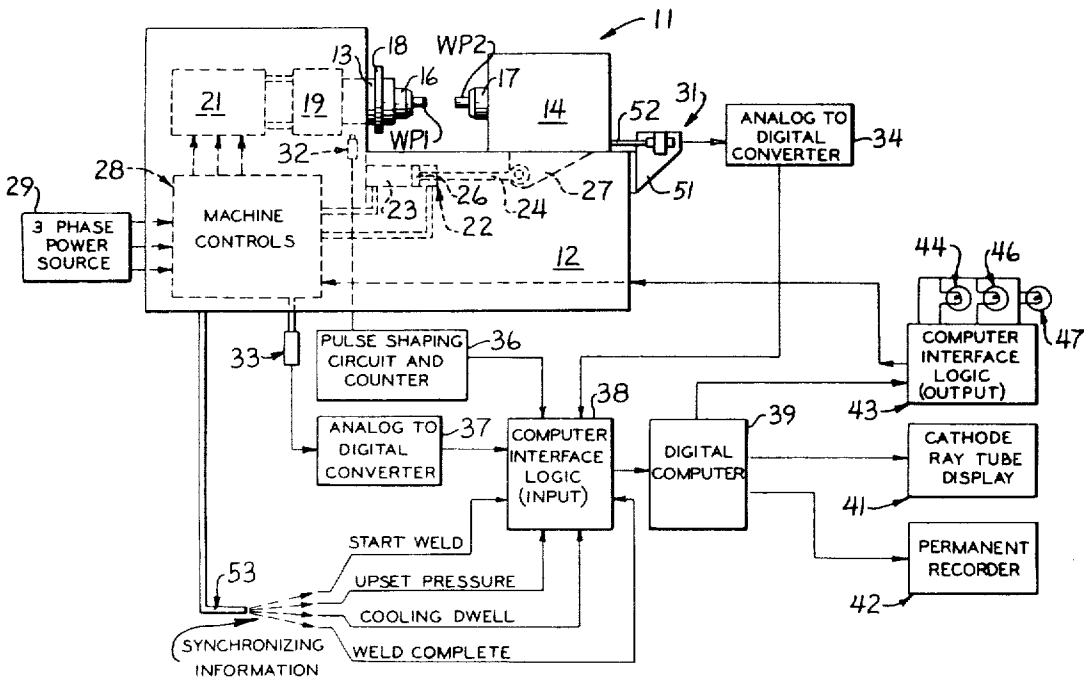 11
18
13
16
WP2
17
21
19
14
52
31
ANALOG TO
DIGITAL
CONVERTER
34
WP1
32
28
26
27
51
23
22
24
29
3 PHASE
POWER
SOURCE
MACHINE
CONTROLS
12
44
46
47
33
PULSE SHAPING
CIRCUIT AND
COUNTER
36
COMPUTER
INTERFACE
LOGIC
(OUTPUT)
43
38
39
ANALOG TO
DIGITAL
CONVERTER
37
COMPUTER
INTERFACE
LOGIC
(INPUT)
DIGITAL
COMPUTER
CATHODE
RAY TUBE
DISPLAY
41
START WELD
UPSET PRESSURE
COOLING DWELL
WELD COMPLETE
53
SYNCHRONIZING
INFORMATION
PERMANENT
RECORDER
42